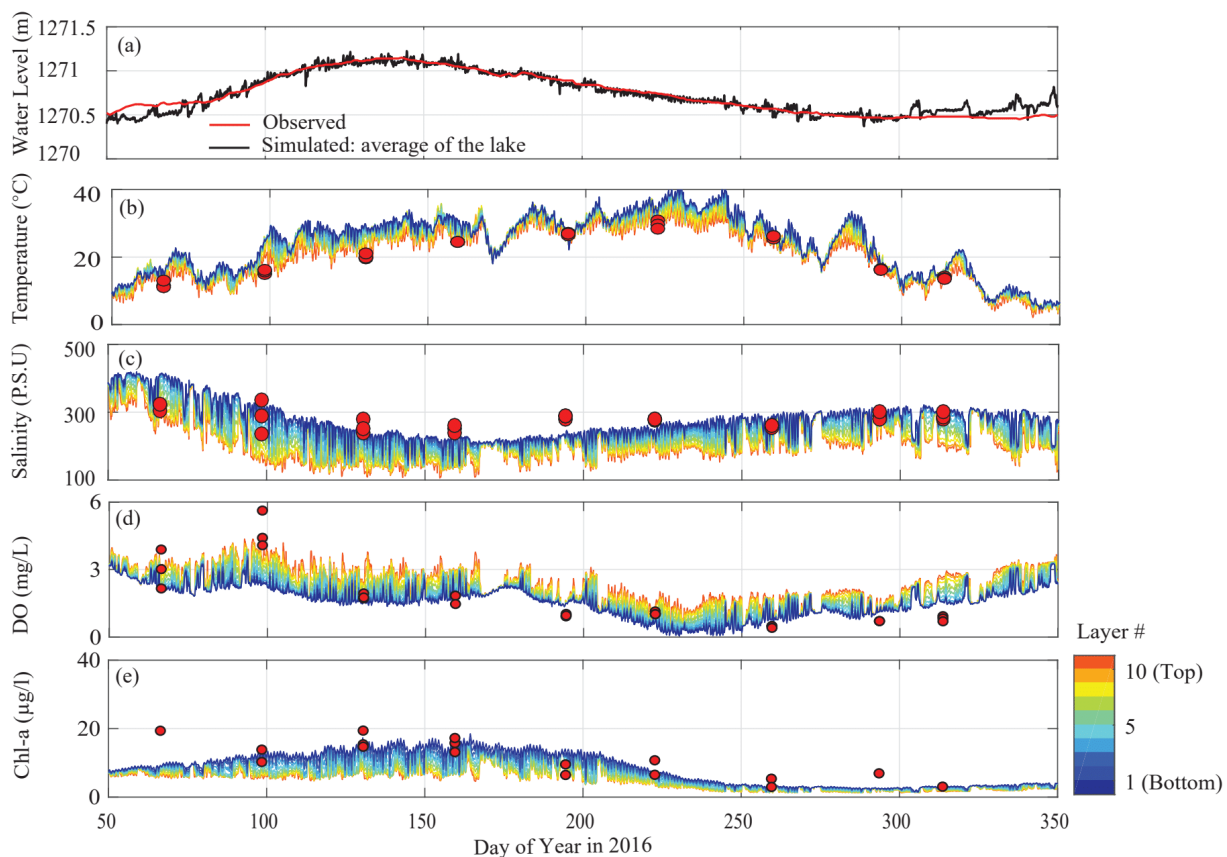 1271.5
(a)
1271
1270.5
1270
Water Level (m)
Observed
Simulated: average of the lake
40
(b)
20
0
Temperature (°C)
500
(c)
300
100
Salinity (P.S.U)
6
(d)
3
0
DO (mg/L)
40
(e)
20
0
Chl-a (µg/l)
50 100 150 200 250 300 350
Day of Year in 2016
Layer #
10 (Top)
5
1 (Bottom)